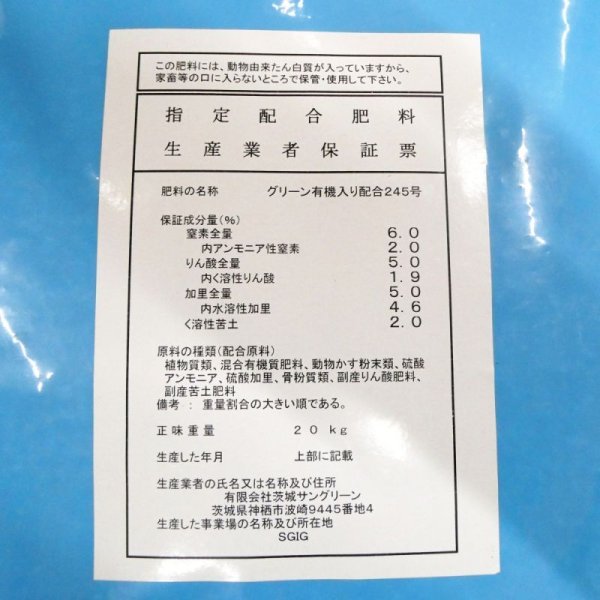 この肥料には、動物由来たん白質が入っていますから、
家畜等の口に入らないところで保管・使用して下さい。
指定配合肥料
生産業者保証票
肥料の名称 グリーン有機入り配合245号
保証成分量(%)
窒素全量 6.0
内アンモニア性窒素 2.0
りん酸全量 5.0
内く溶性りん酸 1.9
加里全量 5.0
内水溶性加里 4.6
く溶性苦土 2.0
原料の種類(配合原料)
植物質類、混合有機質肥料、動物かす粉末類、硫酸
アンモニア、硫酸加里、骨粉質類、副産りん酸肥料、
副産苦土肥料
備考 : 重量割合の大きい順である。
正味重量 20kg
生産した年月 上部に記載
生産業者の氏名又は名称及び住所
有限会社茨城サングリーン
茨城県神栖市波崎9445番地4
生産した事業場の名称及び所在地
SGIG